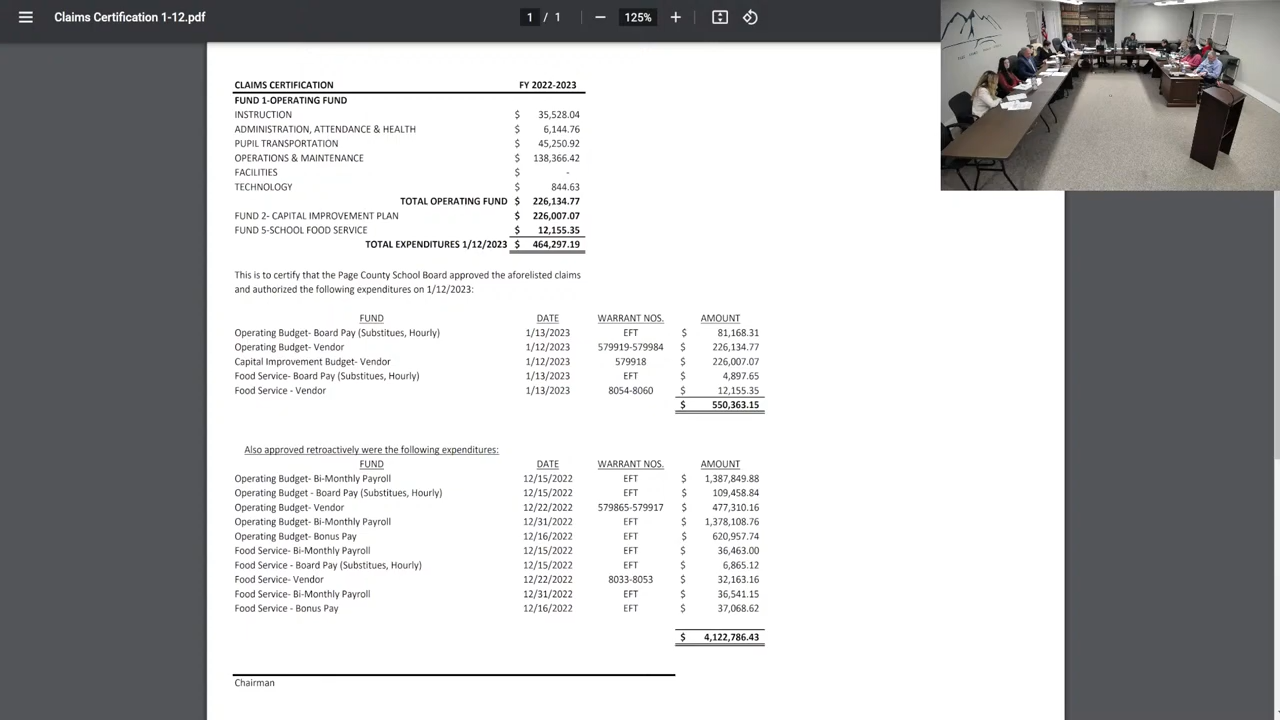 Claims Certification 1-12.pdf
1 / 1
125%
CLAIMS CERTIFICATION FY 2022-2023
FUND 1-OPERATING FUND
INSTRUCTION $ 35,528.04
ADMINISTRATION, ATTENDANCE & HEALTH $ 6,144.76
PUPIL TRANSPORTATION $ 45,250.92
OPERATIONS & MAINTENANCE $ 138,366.42
FACILITIES $ -
TECHNOLOGY $ 844.63
TOTAL OPERATING FUND $ 226,134.77
FUND 2- CAPITAL IMPROVEMENT PLAN $ 226,007.07
FUND 5-SCHOOL FOOD SERVICE $ 12,155.35
TOTAL EXPENDITURES 1/12/2023 $ 464,297.19
This is to certify that the Page County School Board approved the aforelisted claims
and authorized the following expenditures on 1/12/2023:
FUND DATE WARRANT NOS. AMOUNT
Operating Budget- Board Pay (Substitues, Hourly) 1/13/2023 EFT $ 81,168.31
Operating Budget- Vendor 1/12/2023 579919-579984 $ 226,134.77
Capital Improvement Budget- Vendor 1/12/2023 579918 $ 226,007.07
Food Service- Board Pay (Substitues, Hourly) 1/13/2023 EFT $ 4,897.65
Food Service - Vendor 1/13/2023 8054-8060 $ 12,155.35
$ 550,363.15
Also approved retroactively were the following expenditures:
FUND DATE WARRANT NOS. AMOUNT
Operating Budget- Bi-Monthly Payroll 12/15/2022 EFT $ 1,387,849.88
Operating Budget - Board Pay (Substitues, Hourly) 12/15/2022 EFT $ 109,458.84
Operating Budget- Vendor 12/22/2022 579865-579917 $ 477,310.16
Operating Budget- Bi-Monthly Payroll 12/31/2022 EFT $ 1,378,108.76
Operating Budget- Bonus Pay 12/16/2022 EFT $ 620,957.74
Food Service- Bi-Monthly Payroll 12/15/2022 EFT $ 36,463.00
Food Service - Board Pay (Substitues, Hourly) 12/15/2022 EFT $ 6,865.12
Food Service- Vendor 12/22/2022 8033-8053 $ 32,163.16
Food Service- Bi-Monthly Payroll 12/31/2022 EFT $ 36,541.15
Food Service - Bonus Pay 12/16/2022 EFT $ 37,068.62
$ 4,122,786.43
Chairman